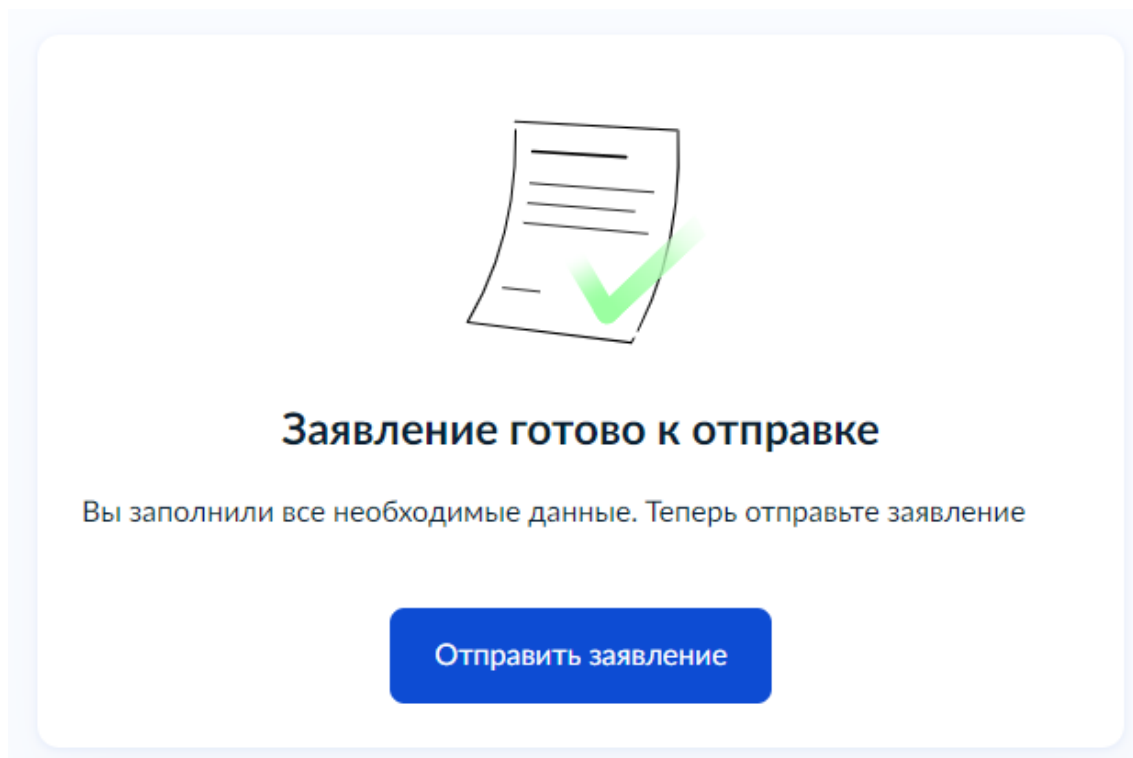 Заявление готово к отправке
Вы заполнили все необходимые данные. Теперь отправьте заявление
Отправить заявление